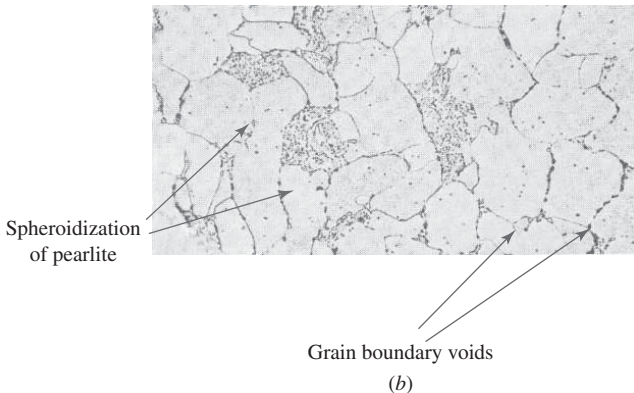 Spheroidization
of pearlite
Grain boundary voids
(b)